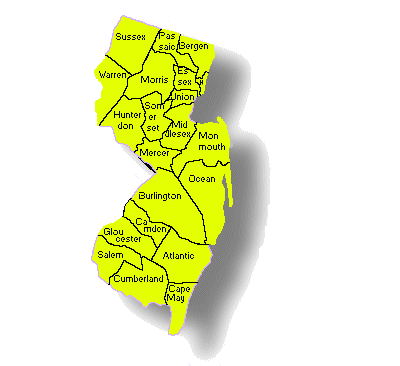 Sussex
Pas
saic
Bergen
Warren
Morris
Es
sex
Union
Hunter
don
Som
er
set
Mid
dlesex
Mon
mouth
Mercer
Ocean
Burlington
Ca
mden
Glou
cester
Salem
Atlantic
Cumberland
Cape
May